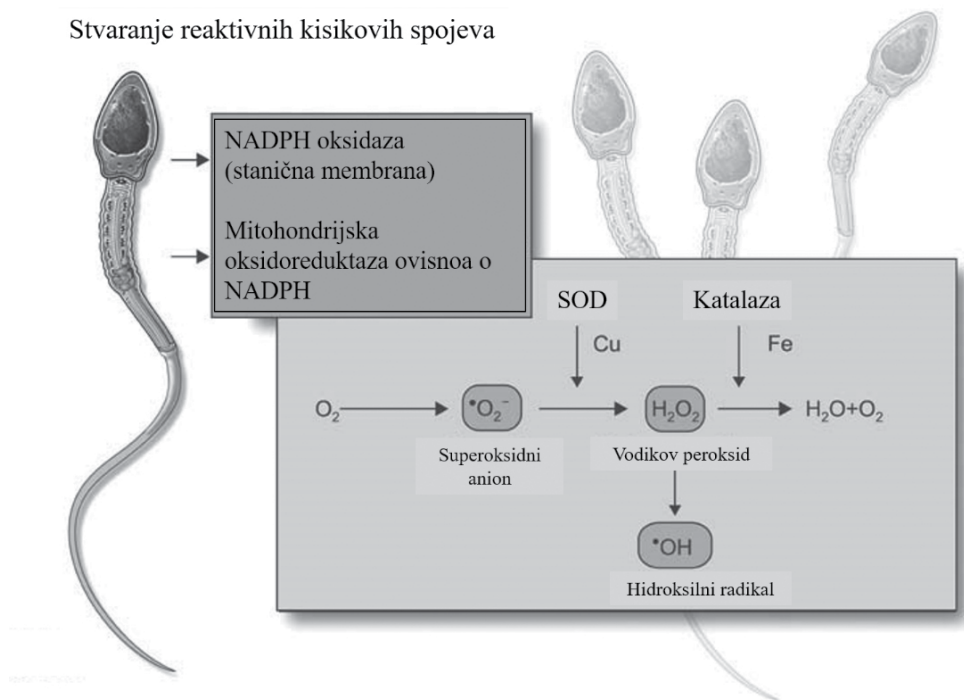 Stvaranje reaktivnih kisikovih spojeva
NADPH oksidaza
(stanična membrana)
Mitohondrijska
oksidoreduktaza ovisnoa o
NADPH
SOD
Katalaza
Cu
Fe
O₂
•O₂⁻
H₂O₂
H₂O+O₂
Superoksidni
anion
Vodikov peroksid
•OH
Hidroksilni radikal